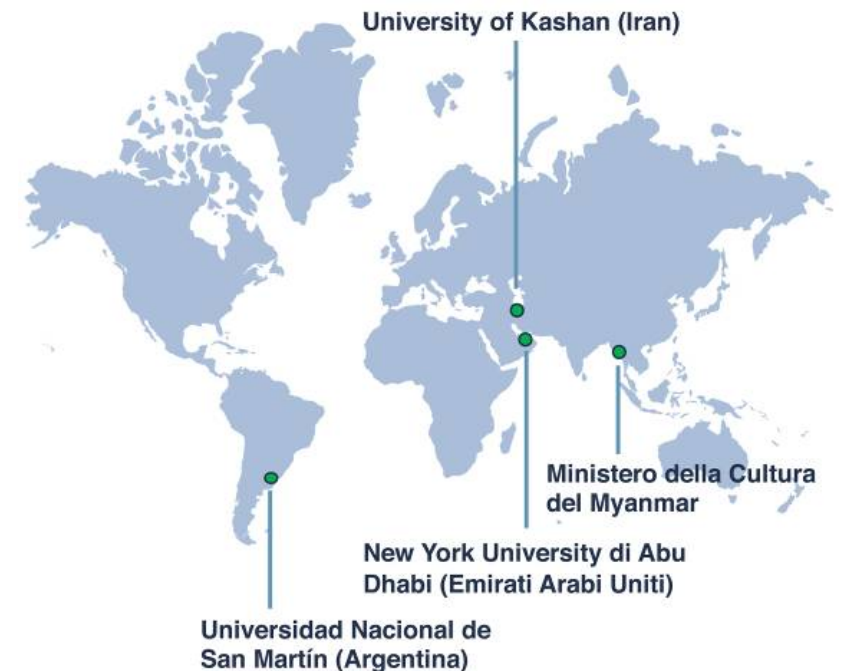 University of Kashan (Iran)
Ministero della Cultura
del Myanmar
New York University di Abu
Dhabi (Emirati Arabi Uniti)
Universidad Nacional de
San Martín (Argentina)